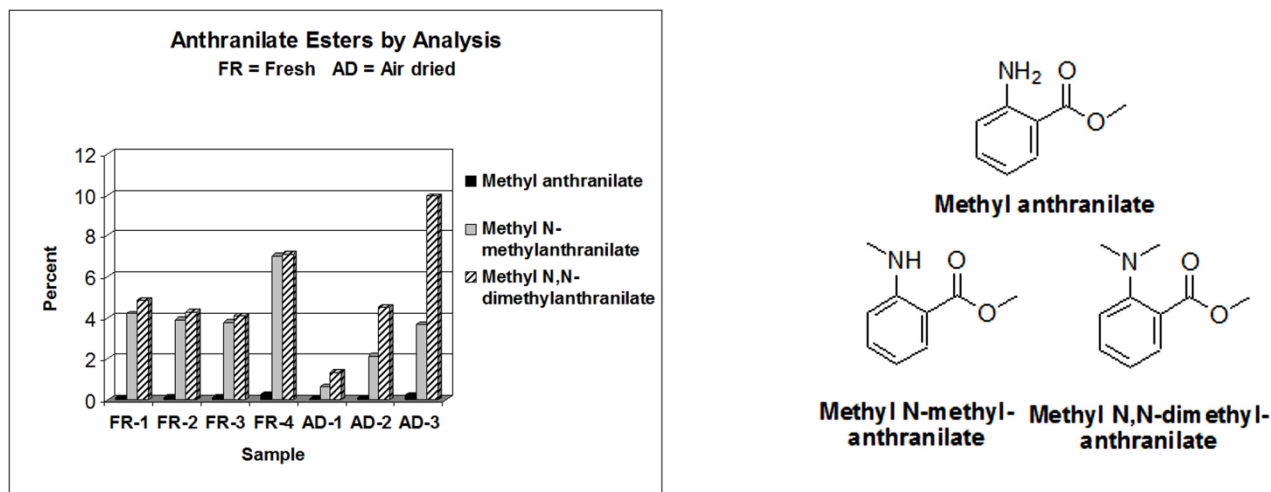 Anthranilate Esters by Analysis
FR = Fresh AD = Air dried
12
10
8
6
4
2
0
Percent
FR-1 FR-2 FR-3 FR-4 AD-1 AD-2 AD-3
Sample
Methyl anthranilate
Methyl N-
methylanthranilate
Methyl N,N-
dimethylanthranilate
NH2
O
O
Methyl anthranilate
NH
O
O
Methyl N-methyl-
anthranilate
N
O
O
Methyl N,N-dimethyl-
anthranilate